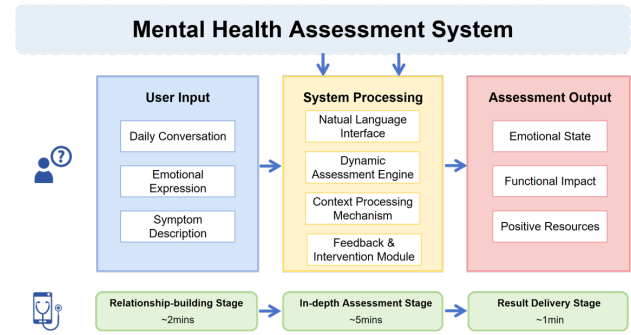 Mental Health Assessment System
User Input
Daily Conversation
Emotional
Expression
Symptom
Description
System Processing
Natual Language
Interface
Dynamic
Assessment Engine
Context Processing
Mechanism
Feedback &
Intervention Module
Assessment Output
Emotional State
Functional Impact
Positive Resources
?
Relationship-building Stage
~2mins
In-depth Assessment Stage
~5mins
Result Delivery Stage
~1min